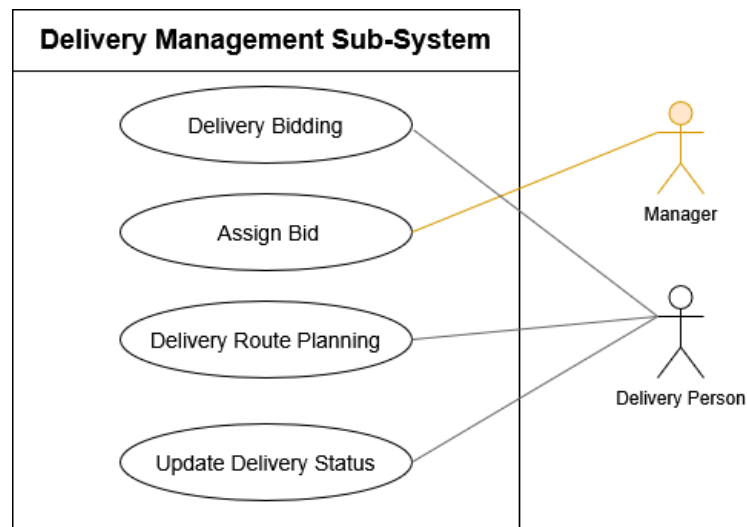 Delivery Management Sub-System
Delivery Bidding
Manager
Assign Bid
Delivery Route Planning
Delivery Person
Update Delivery Status